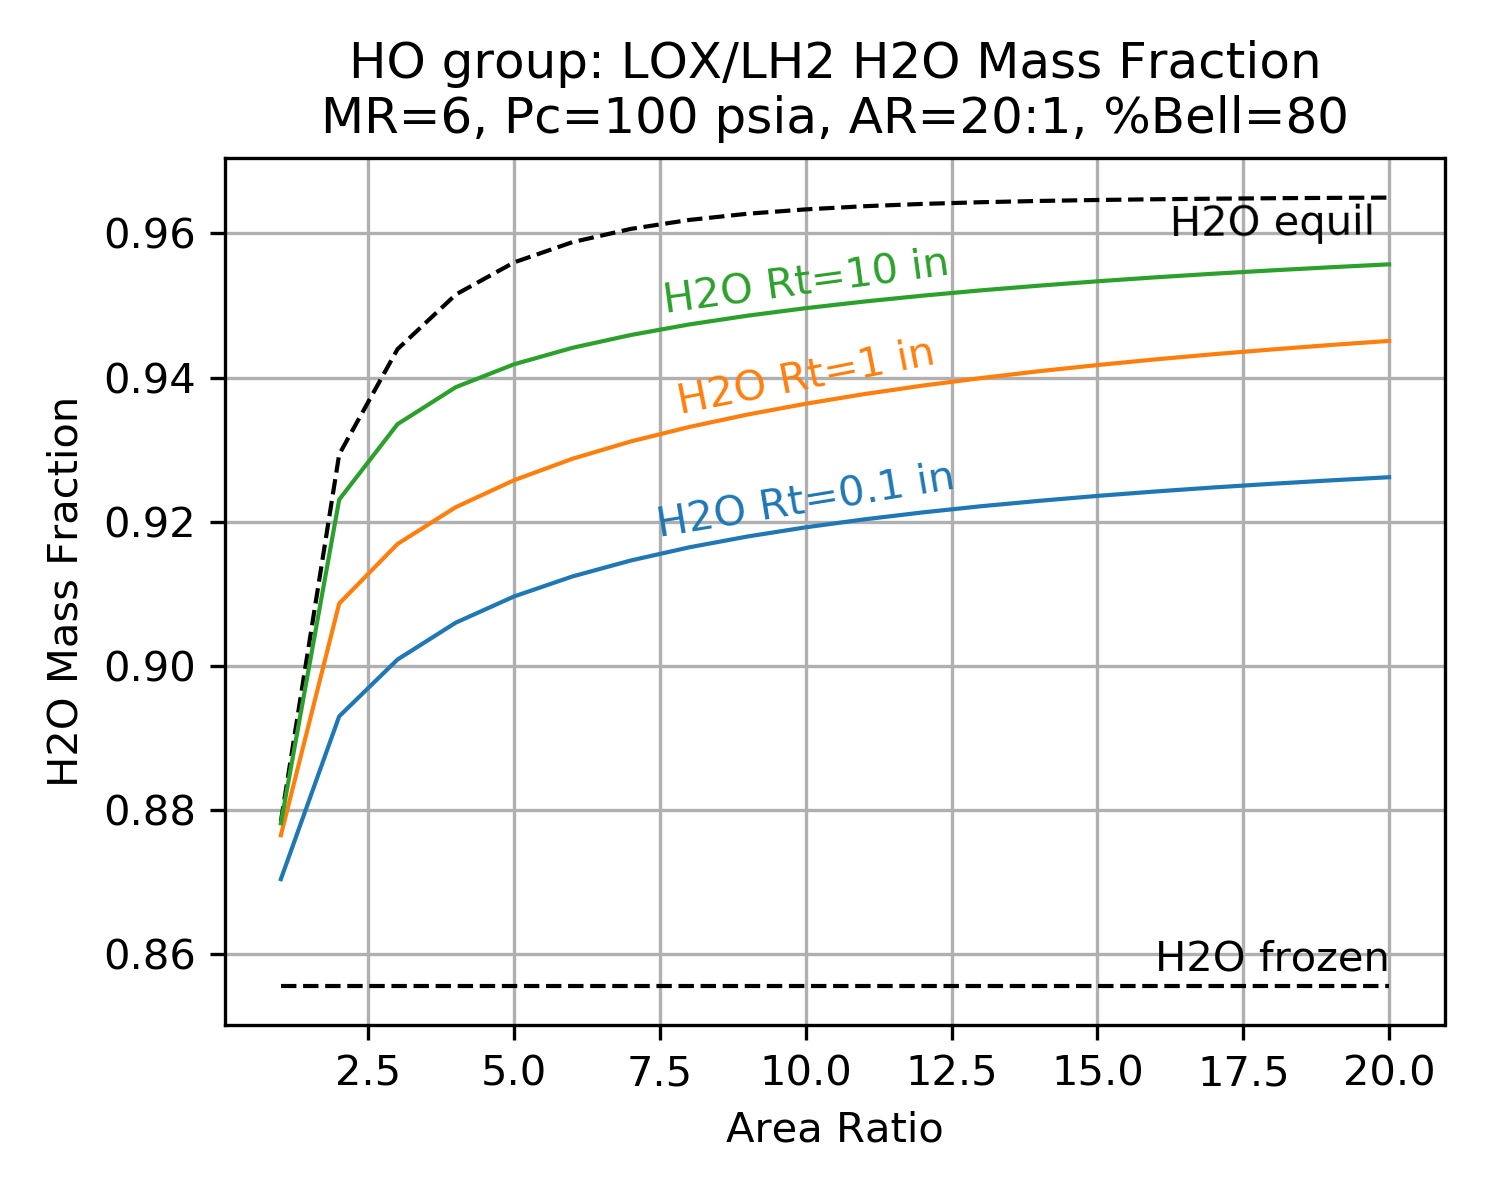 HO group: LOX/LH2 H2O Mass Fraction
MR=6, Pc=100 psia, AR=20:1, %Bell=80
H2O Mass Fraction
0.96
0.94
0.92
0.90
0.88
0.86
H2O equil
H2O Rt=10 in
H2O Rt=1 in
H2O Rt=0.1 in
H2O frozen
2.5 5.0 7.5 10.0 12.5 15.0 17.5 20.0
Area Ratio